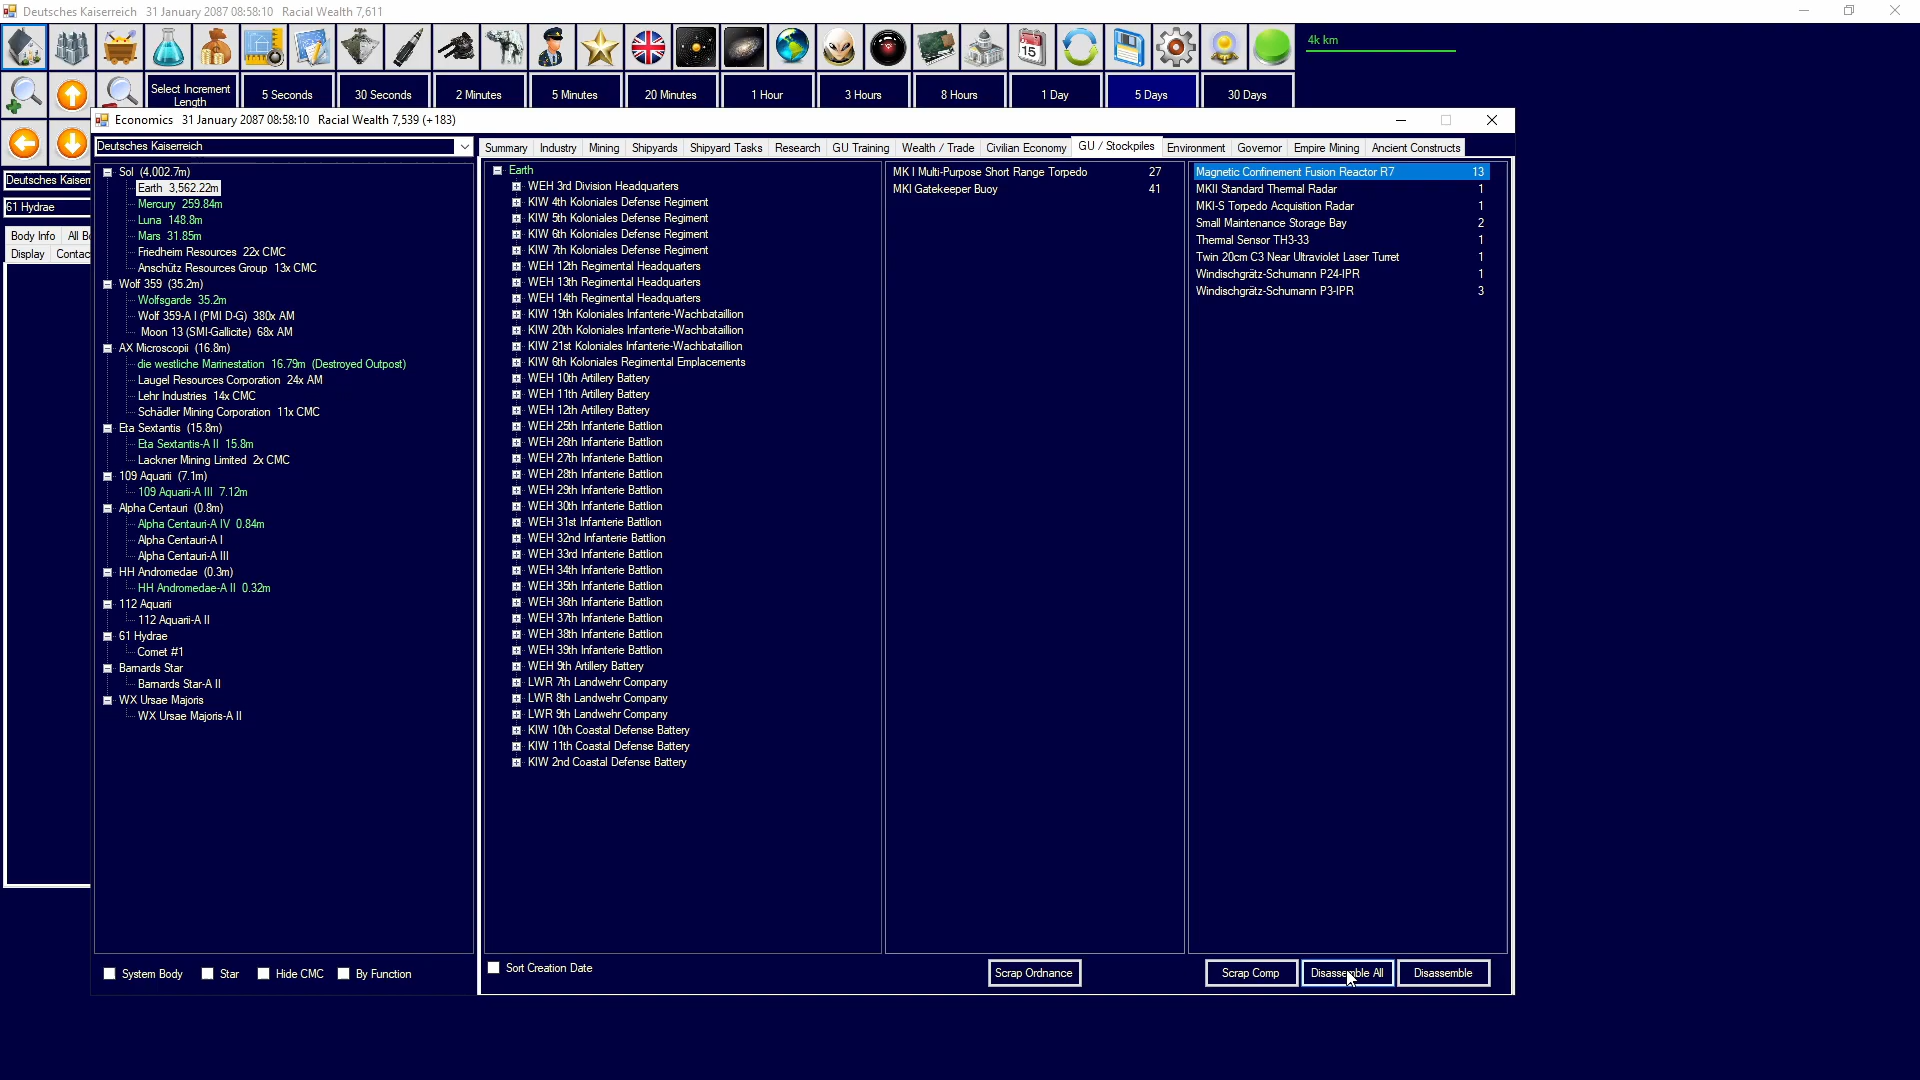 Deutsches Kaiserreich   31 January 2087 08:58:10   Racial Wealth 7,611
4k km
Select Increment Length
5 Seconds
30 Seconds
2 Minutes
5 Minutes
20 Minutes
1 Hour
3 Hours
8 Hours
1 Day
5 Days
30 Days
Economics   31 January 2087 08:58:10   Racial Wealth 7,539 (+183)
Deutsches Kaiserreich
Summary
Industry
Mining
Shipyards
Shipyard Tasks
Research
GU Training
Wealth / Trade
Civilian Economy
GU / Stockpiles
Environment
Governor
Empire Mining
Ancient Constructs
Deutsches Kaisen
61 Hydrae
Body Info
Display
Sol  (4,002.7m)
Earth  3,562.22m
Mercury  259.84m
Luna  148.8m
Mars  31.85m
Friedheim Resources  22x CMC
Anschütz Resources Group  13x CMC
Wolf 359  (35.2m)
Wolfsgarde  35.2m
Wolf 359-A I (PMI D-G)  380x AM
Moon 13 (SMI-Gallicite)  68x AM
AX Microscopii  (16.8m)
die westliche Marinestation  16.79m  (Destroyed Outpost)
Laugel Resources Corporation  24x AM
Lehr Industries  14x CMC
Schädler Mining Corporation  11x CMC
Eta Sextantis  (15.8m)
Eta Sextantis-A II  15.8m
Lackner Mining Limited  2x CMC
109 Aquarii  (7.1m)
109 Aquarii-A III  7.12m
Alpha Centauri  (0.8m)
Alpha Centauri-A IV  0.84m
Alpha Centauri-A I
Alpha Centauri-A III
HH Andromedae  (0.3m)
HH Andromedae-A II  0.32m
112 Aquarii
112 Aquarii-A II
61 Hydrae
Comet #1
Barnards Star
Barnards Star-A II
WX Ursae Majoris
WX Ursae Majoris-A II
System Body
Star
Hide CMC
By Function
Earth
WEH 3rd Division Headquarters
KIW 4th Koloniales Defense Regiment
KIW 5th Koloniales Defense Regiment
KIW 6th Koloniales Defense Regiment
KIW 7th Koloniales Defense Regiment
WEH 12th Regimental Headquarters
WEH 13th Regimental Headquarters
WEH 14th Regimental Headquarters
KIW 19th Koloniales Infanterie-Wachbataillion
KIW 20th Koloniales Infanterie-Wachbataillion
KIW 21st Koloniales Infanterie-Wachbataillion
KIW 6th Koloniales Regimental Emplacements
WEH 10th Artillery Battery
WEH 11th Artillery Battery
WEH 12th Artillery Battery
WEH 25th Infanterie Battlion
WEH 26th Infanterie Battlion
WEH 27th Infanterie Battlion
WEH 28th Infanterie Battlion
WEH 29th Infanterie Battlion
WEH 30th Infanterie Battlion
WEH 31st Infanterie Battlion
WEH 32nd Infanterie Battlion
WEH 33rd Infanterie Battlion
WEH 34th Infanterie Battlion
WEH 35th Infanterie Battlion
WEH 36th Infanterie Battlion
WEH 37th Infanterie Battlion
WEH 38th Infanterie Battlion
WEH 39th Infanterie Battlion
WEH 9th Artillery Battery
LWR 7th Landwehr Company
LWR 8th Landwehr Company
LWR 9th Landwehr Company
KIW 10th Coastal Defense Battery
KIW 11th Coastal Defense Battery
KIW 2nd Coastal Defense Battery
Sort Creation Date
MK I Multi-Purpose Short Range Torpedo 27
MKI Gatekeeper Buoy 41
Scrap Ordnance
Magnetic Confinement Fusion Reactor R7 13
MKII Standard Thermal Radar 1
MKI-S Torpedo Acquisition Radar 1
Small Maintenance Storage Bay 2
Thermal Sensor TH3-33 1
Twin 20cm C3 Near Ultraviolet Laser Turret 1
Windischgrätz-Schumann P24-IPR 1
Windischgrätz-Schumann P3-IPR 3
Scrap Comp
Disassemble All
Disassemble